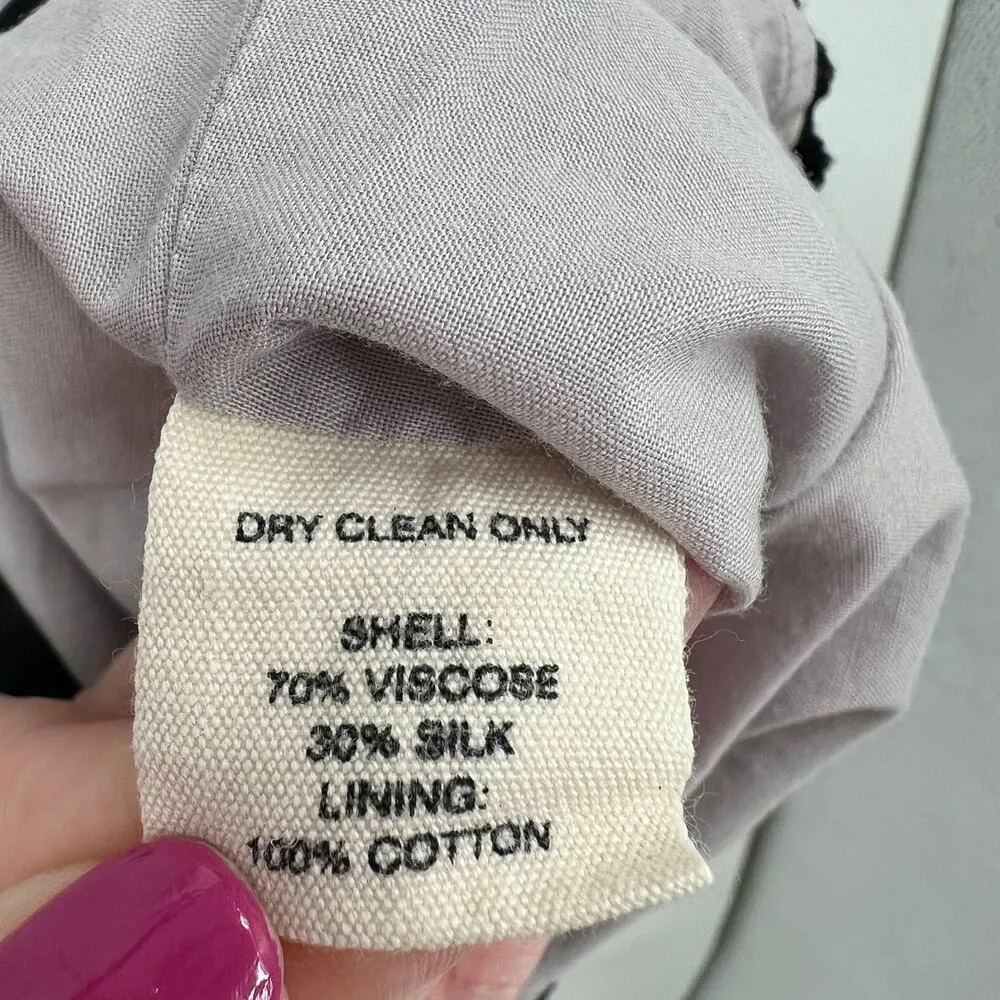 DRY CLEAN ONLY
SHELL:
70% VISCOSE
30% SILK
LINING:
100% COTTON